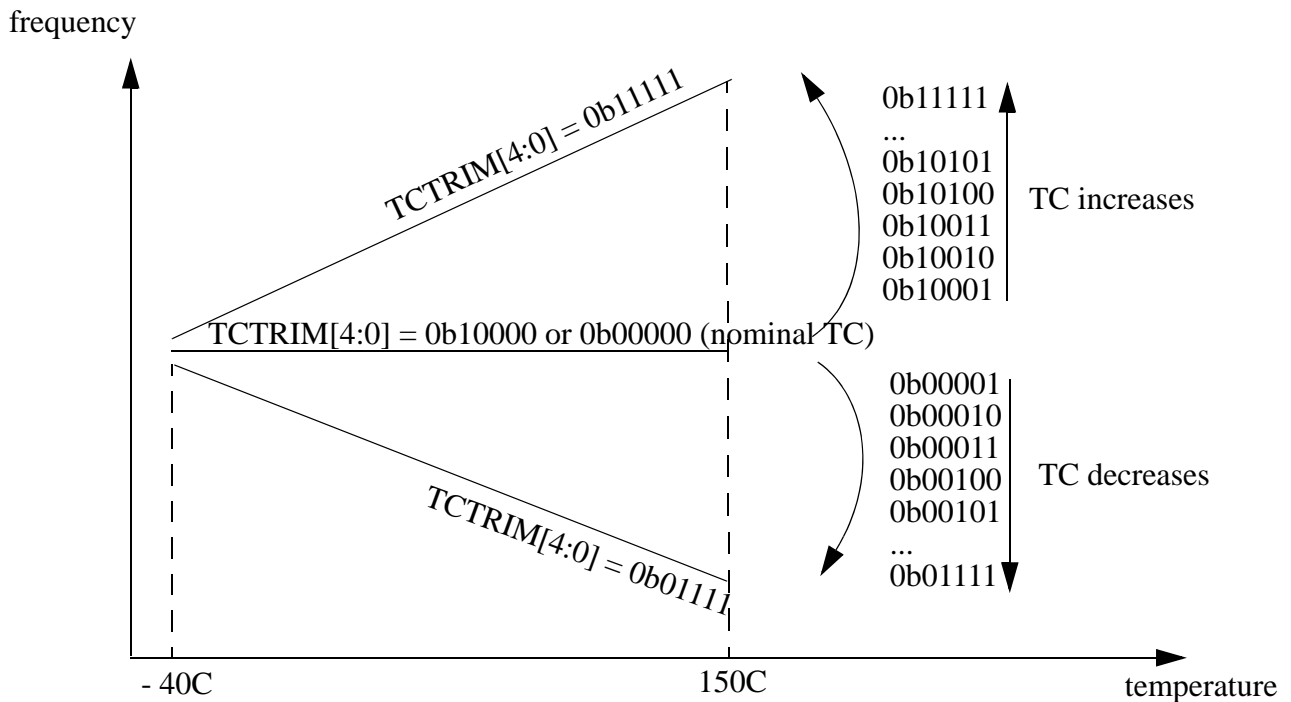 frequency
TCTRIM[4:0] = 0b11111
0b11111
...
0b10101
0b10100
0b10011
0b10010
0b10001
TC increases
TCTRIM[4:0] = 0b10000 or 0b00000 (nominal TC)
0b00001
0b00010
0b00011
0b00100
0b00101
...
0b01111
TC decreases
TCTRIM[4:0] = 0b01111
- 40C
150C
temperature